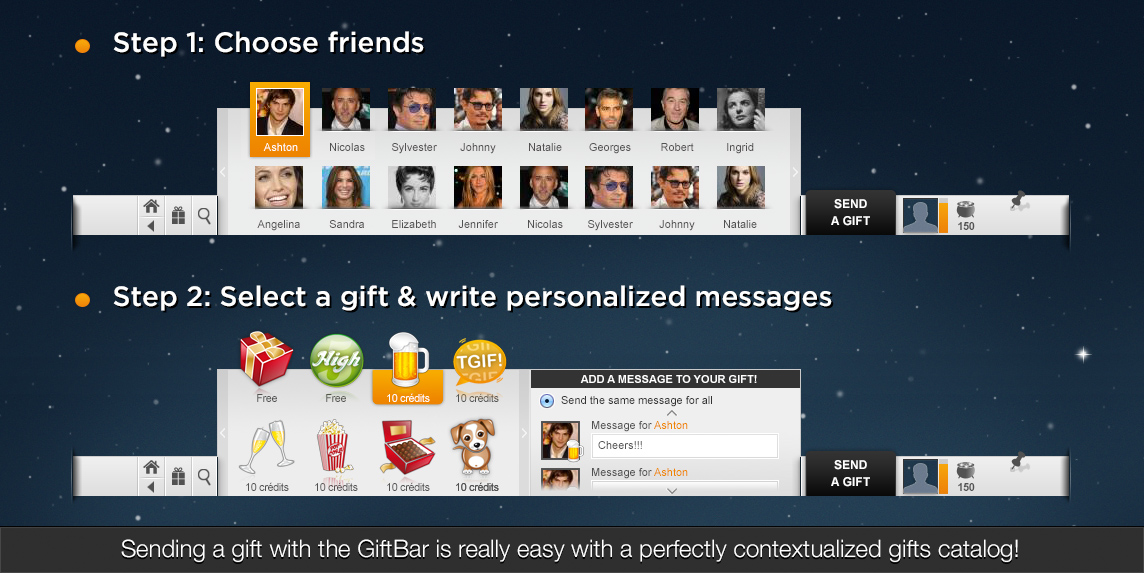 Step 1: Choose friends
Ashton Nicolas Sylvester Johnny Natalie Georges Robert Ingrid
Angelina Sandra Elizabeth Jennifer Nicolas Sylvester Johnny Natalie
SEND
A GIFT
150
Step 2: Select a gift & write personalized messages
High
TGIF!
Free Free 10 crédits 10 crédits
10 crédits 10 crédits 10 crédits 10 crédits
ADD A MESSAGE TO YOUR GIFT!
Send the same message for all
Message for Ashton
Cheers!!!
Message for Ashton
SEND
A GIFT
150
Sending a gift with the GiftBar is really easy with a perfectly contextualized gifts catalog!